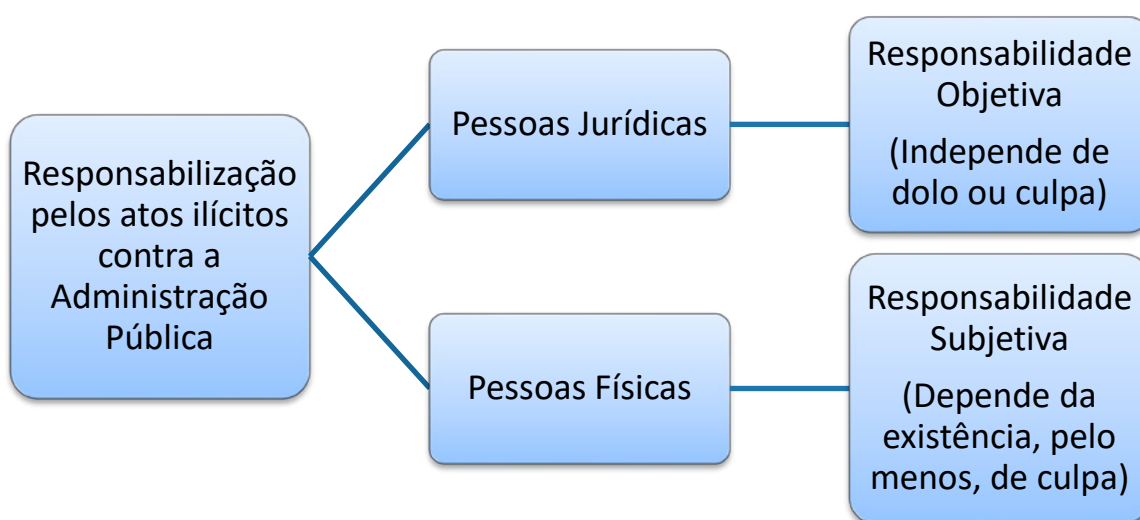 Responsabilização
pelos atos ilícitos
contra a
Administração
Pública
Pessoas Jurídicas
Responsabilidade
Objetiva
(Independe de
dolo ou culpa)
Pessoas Físicas
Responsabilidade
Subjetiva
(Depende da
existência, pelo
menos, de culpa)